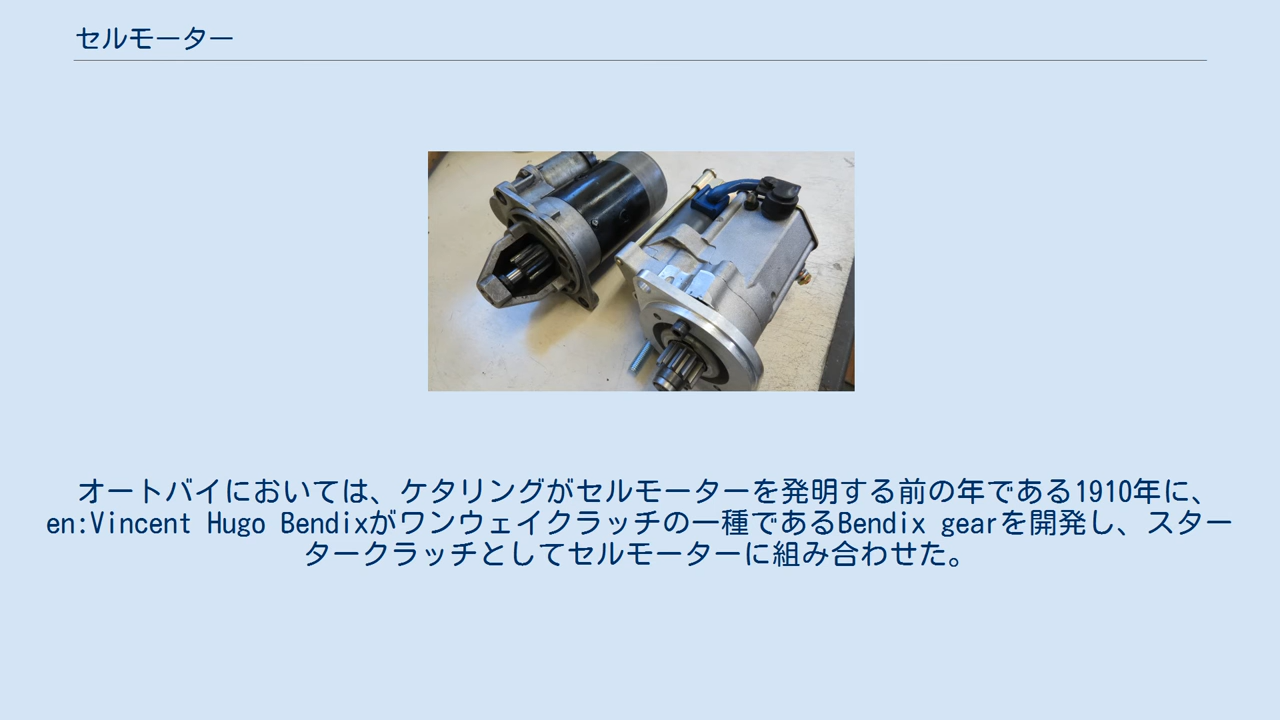 セルモーター
オートバイにおいては、ケタリングがセルモーターを発明する前の年である1910年に、
en:Vincent Hugo Bendixがワンウェイクラッチの一種であるBendix gearを開発し、スター
タークラッチとしてセルモーターに組み合わせた。